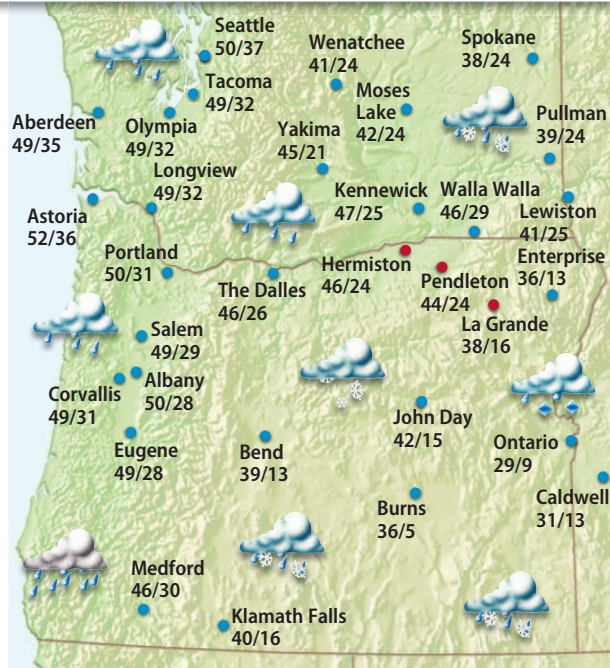 Seattle
50/37
Wenatchee
41/24
Spokane
38/24
Tacoma
49/32
Moses
Lake
42/24
Aberdeen
49/35
Olympia
49/32
Pullman
39/24
Yakima
45/21
Longview
49/32
Kennewick
47/25
Walla Walla
46/29
Lewiston
41/25
Astoria
52/36
Portland
50/31
The Dalles
46/26
Hermiston
46/24
Pendleton
44/24
Enterprise
36/13
La Grande
38/16
Salem
49/29
Corvallis
49/31
Albany
50/28
John Day
42/15
Eugene
49/28
Bend
39/13
Ontario
29/9
Burns
36/5
Caldwell
31/13
Medford
46/30
Klamath Falls
40/16